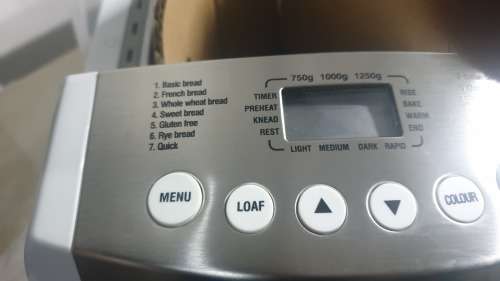 1. Basic bread
2. French bread
3. Whole wheat bread
4. Sweet bread
5. Gluten free
6. Rye bread
7. Quick
750g 1000g 1250g
TIMER
PREHEAT
KNEAD
REST
RISE
BAKE
WARM
END
LIGHT MEDIUM DARK RAPID
MENU
LOAF
COLOUR